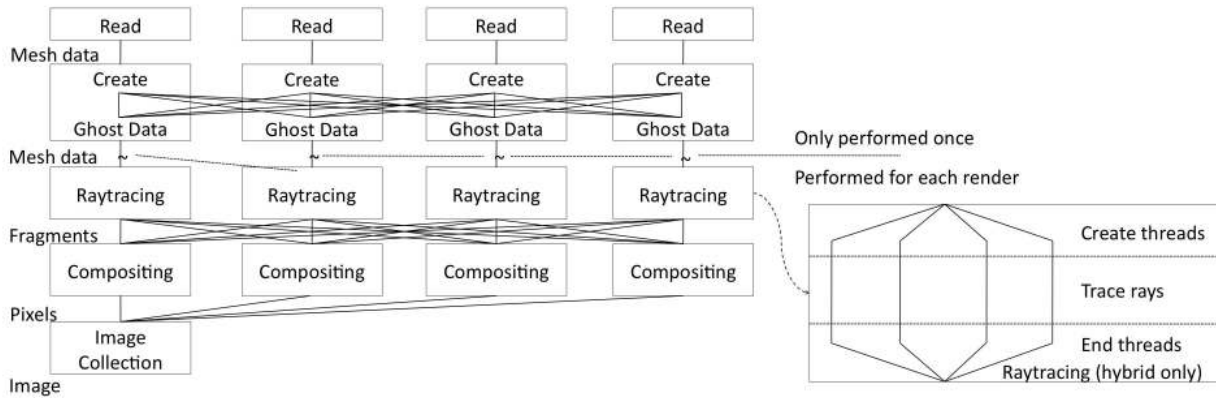 Read Read Read Read
Mesh data
Create Create Create Create
Ghost Data Ghost Data Ghost Data Ghost Data
Mesh data ~ ~ ~ ~
Only performed once
Performed for each render
Raytracing Raytracing Raytracing Raytracing
Fragments
Compositing Compositing Compositing Compositing
Pixels
Image
Collection
Image
Create threads
Trace rays
End threads
Raytracing (hybrid only)